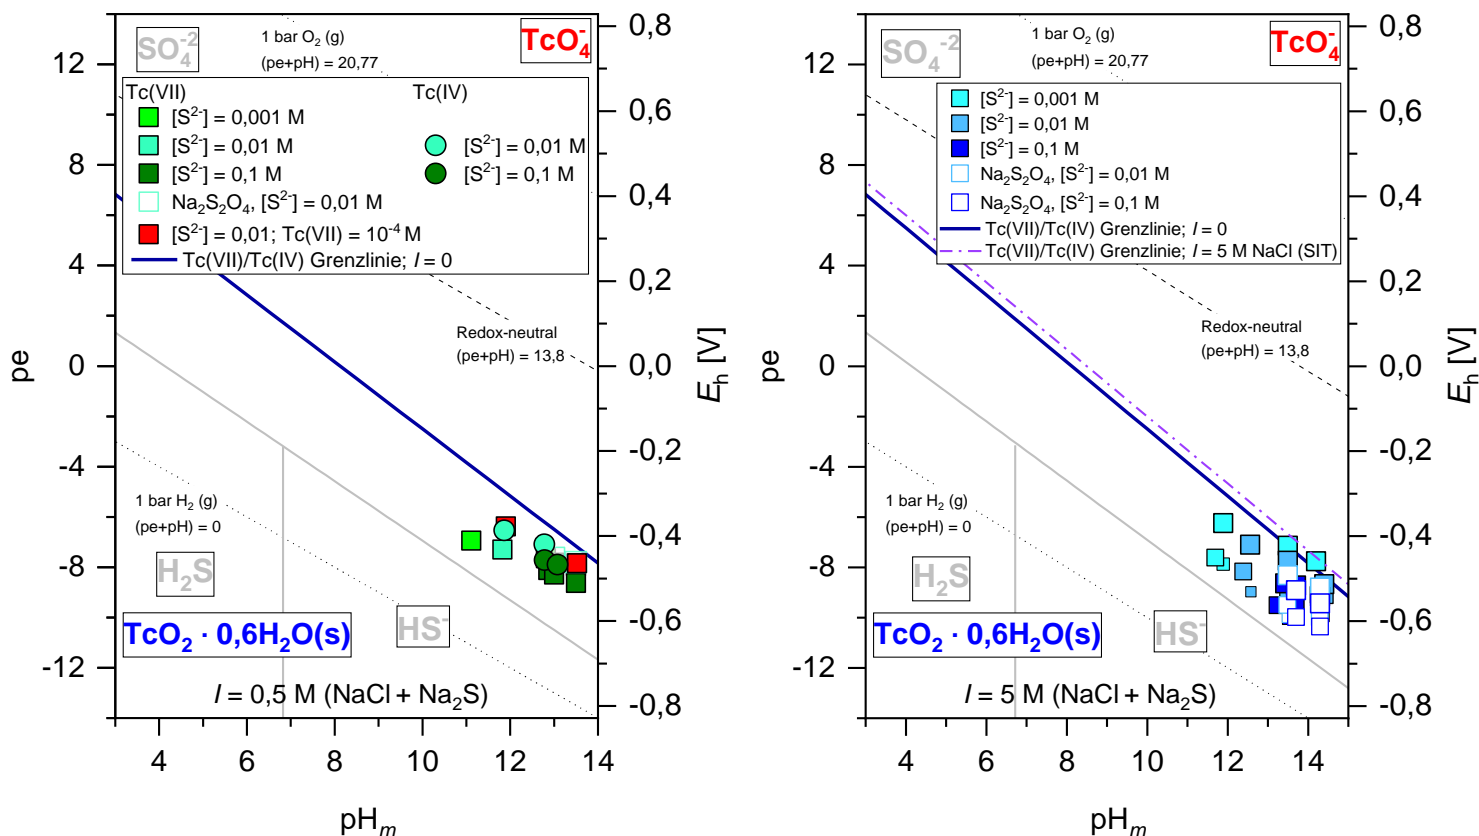 SO₄⁻²
1 bar O₂ (g)
(pe+pH) = 20,77
TcO₄⁻
Tc(VII)
Tc(IV)
[S²⁻] = 0,001 M
[S²⁻] = 0,01 M
[S²⁻] = 0,1 M
Na₂S₂O₄, [S²⁻] = 0,01 M
[S²⁻] = 0,01; Tc(VII) = 10⁻⁴ M
Tc(VII)/Tc(IV) Grenzlinie; I = 0
[S²⁻] = 0,01 M
[S²⁻] = 0,1 M
Redox-neutral
(pe+pH) = 13,8
1 bar H₂ (g)
(pe+pH) = 0
H₂S
HS⁻
TcO₂ · 0,6H₂O(s)
I = 0,5 M (NaCl + Na₂S)
12
8
4
0
-4
-8
-12
pe
0,8
0,6
0,4
0,2
0,0
-0,2
-0,4
-0,6
-0,8
E_h [V]
4 6 8 10 12 14
pH_m
SO₄⁻²
1 bar O₂ (g)
(pe+pH) = 20,77
TcO₄⁻
[S²⁻] = 0,001 M
[S²⁻] = 0,01 M
[S²⁻] = 0,1 M
Na₂S₂O₄, [S²⁻] = 0,01 M
Na₂S₂O₄, [S²⁻] = 0,1 M
Tc(VII)/Tc(IV) Grenzlinie; I = 0
Tc(VII)/Tc(IV) Grenzlinie; I = 5 M NaCl (SIT)
Redox-neutral
(pe+pH) = 13,8
1 bar H₂ (g)
(pe+pH) = 0
H₂S
HS⁻
TcO₂ · 0,6H₂O(s)
I = 5 M (NaCl + Na₂S)
12
8
4
0
-4
-8
-12
pe
0,8
0,6
0,4
0,2
0,0
-0,2
-0,4
-0,6
-0,8
E_h [V]
4 6 8 10 12 14
pH_m